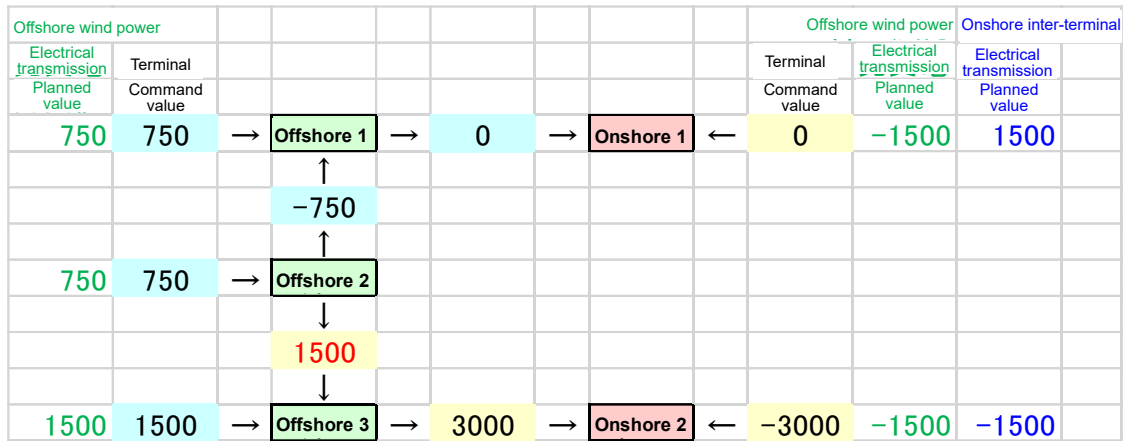 Offshore wind power Offshore wind power Onshore inter-terminal
Electrical Electrical Electrical
transmission Terminal Terminal transmission transmission
Planned Command Command Planned Planned
value value value value value
750 750 → Offshore 1 → 0 → Onshore 1 ← 0 -1500 1500
↑
-750
↑
750 750 → Offshore 2
↓
1500
↓
1500 1500 → Offshore 3 → 3000 → Onshore 2 ← -3000 -1500 -1500